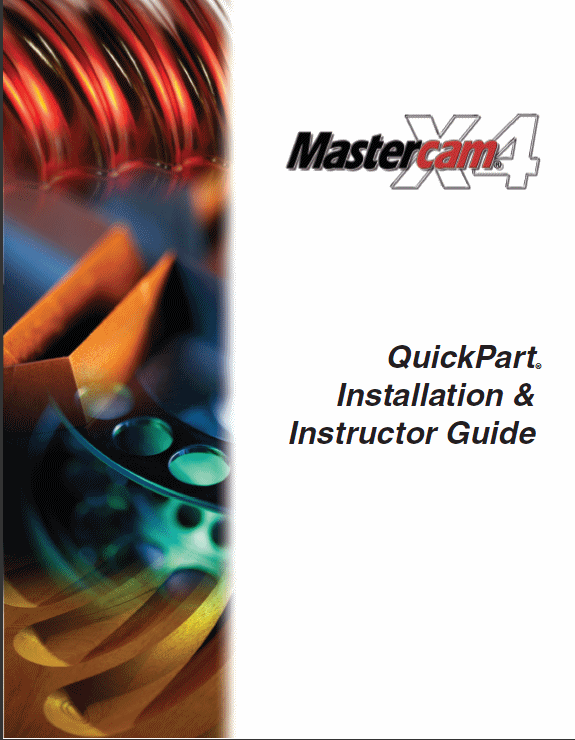 Mastercam® X4
QuickPart®
Installation &
Instructor Guide